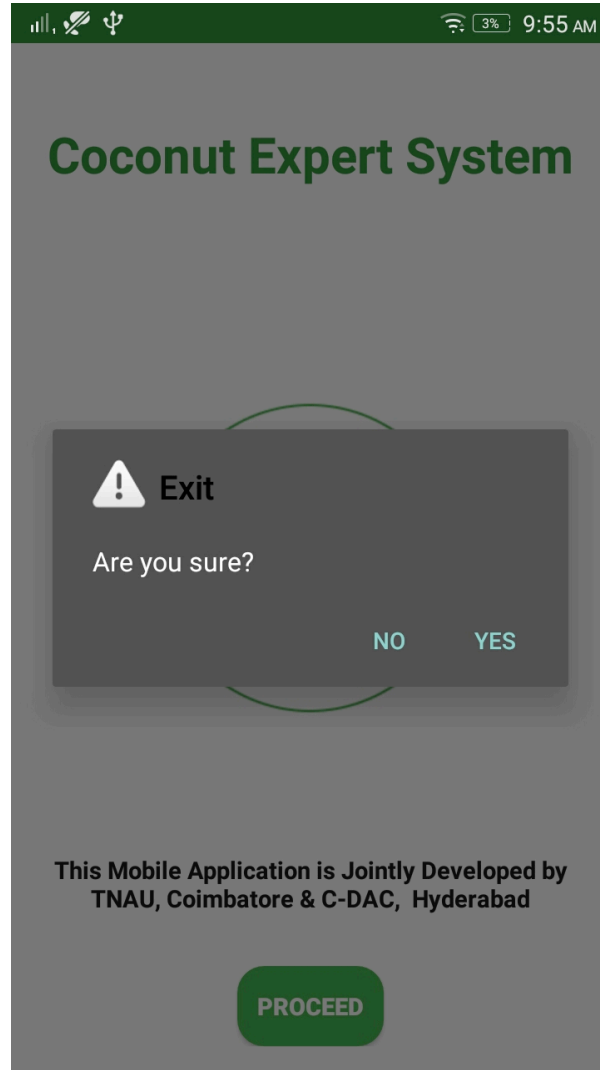 3% 9:55 AM
Coconut Expert System
Exit
Are you sure?
NO YES
This Mobile Application is Jointly Developed by
TNAU, Coimbatore & C-DAC, Hyderabad
PROCEED